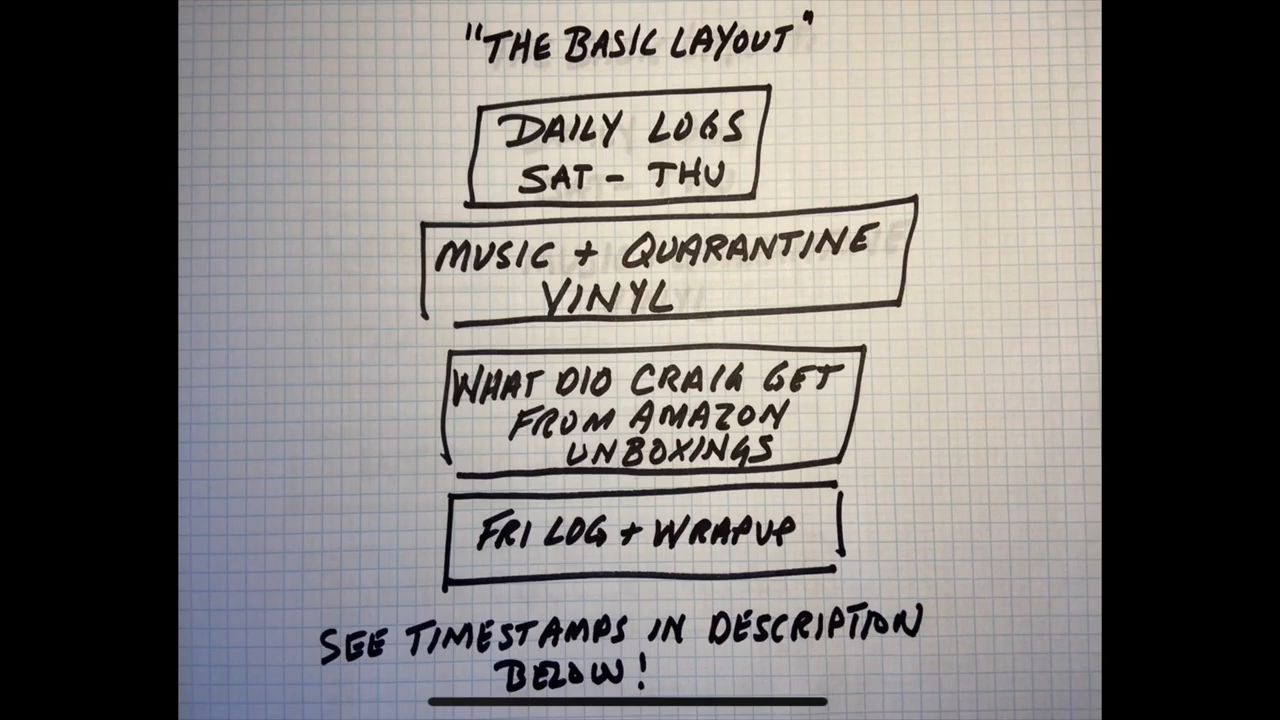 "THE BASIC LAYOUT"
DAILY LOGS
SAT - THU
MUSIC + QUARANTINE
VINYL
WHAT DID CRAIG GET
FROM AMAZON
UNBOXINGS
FRI LOG + WRAPUP
SEE TIMESTAMPS IN DESCRIPTION
BELOW!